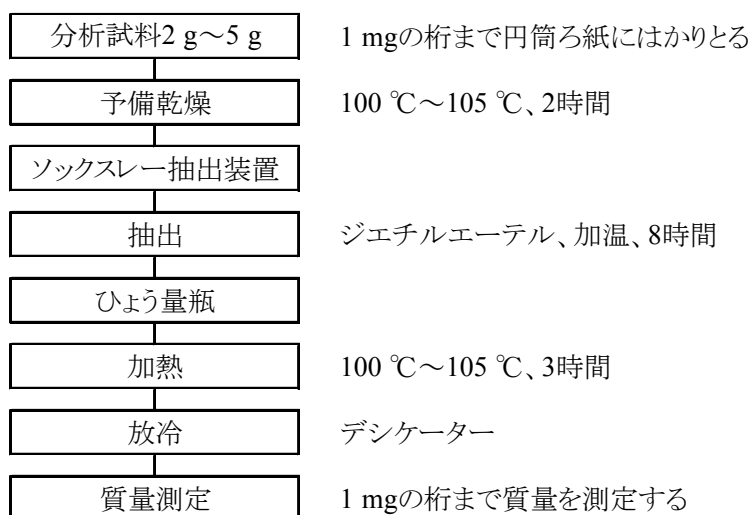 分析試料2 g～5 g　1 mgの桁まで円筒ろ紙にはかりとる
予備乾燥　100 ℃～105 ℃、2時間
ソックスレー抽出装置
抽出　ジエチルエーテル、加温、8時間
ひょう量瓶
加熱　100 ℃～105 ℃、3時間
放冷　デシケーター
質量測定　1 mgの桁まで質量を測定する